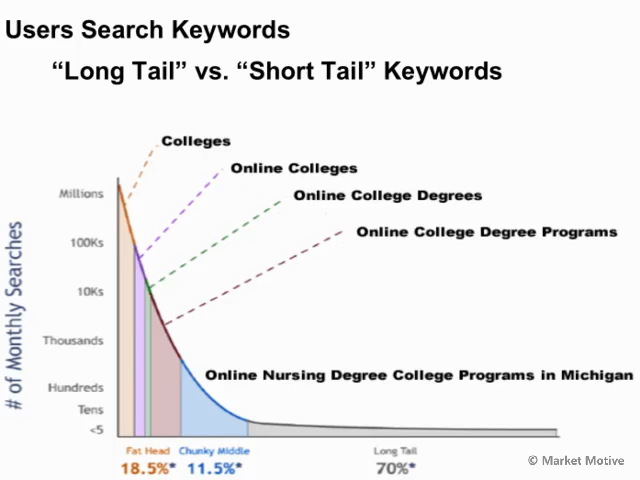 Users Search Keywords
“Long Tail” vs. “Short Tail” Keywords
Colleges
Online Colleges
Online College Degrees
Online College Degree Programs
Online Nursing Degree College Programs in Michigan
# of Monthly Searches
Millions
100Ks
10Ks
Thousands
Hundreds
Tens
<5
Fat Head Chunky Middle Long Tail
18.5%* 11.5%* 70%*
© Market Motive